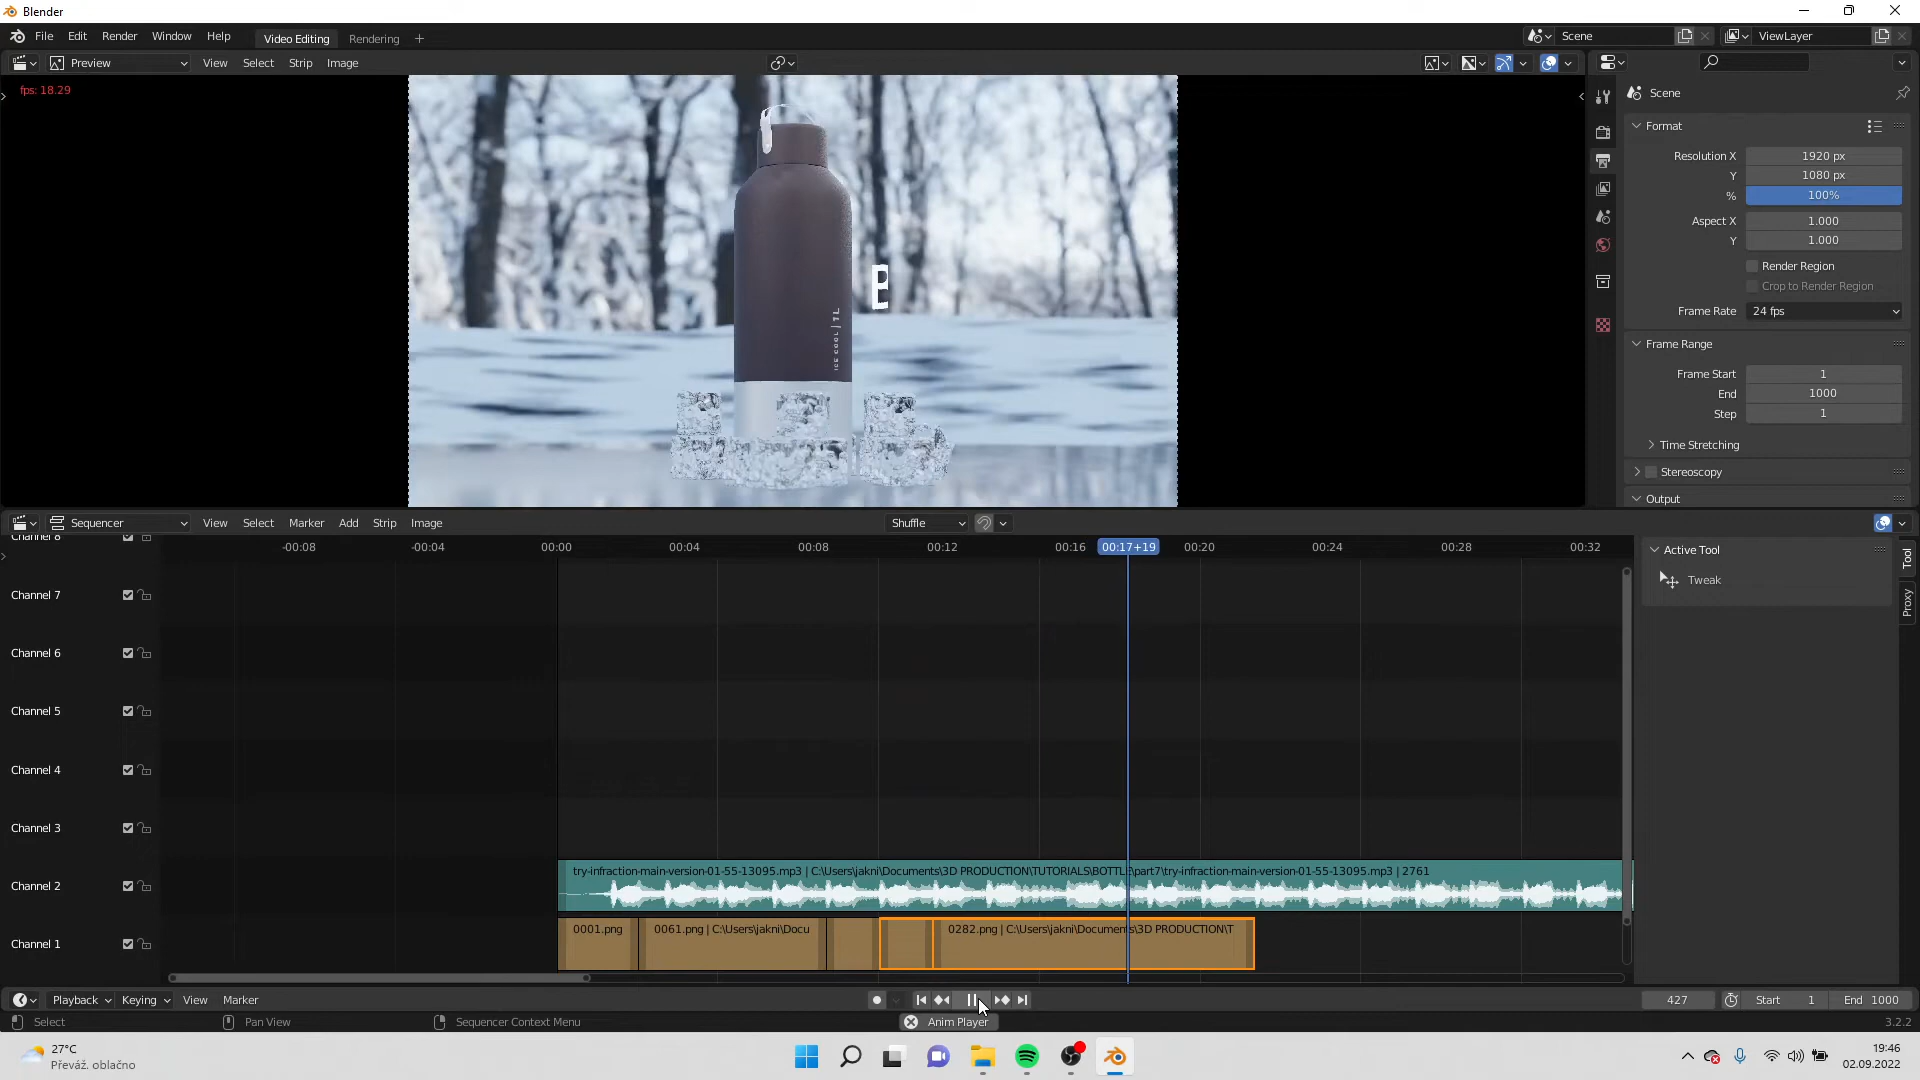 Blender
File Edit Render Window Help Video Editing Rendering + Scene ViewLayer
Preview View Select Strip Image
fps: 18.29
Scene
Format
Resolution X 1920 px
Y 1080 px
% 100%
Aspect X 1.000
Y 1.000
Render Region
Crop to Render Region
Frame Rate 24 fps
Frame Range
Frame Start 1
End 1000
Step 1
Time Stretching
Stereoscopy
Output
ICE COOL | TL
E
Sequencer View Select Marker Add Strip Image Shuffle
Channel 8 -00:08 -00:04 00:00 00:04 00:08 00:12 00:16 00:17+19 00:20 00:24 00:28 00:32
Active Tool
Tweak
Tool
Proxy
Channel 7
Channel 6
Channel 5
Channel 4
Channel 3
Channel 2
try-infraction-main-version-01-55-13095.mp3 | C:\Users\jakni\Documents\3D PRODUCTION\TUTORIALS\BOTTLE\part7\try-infraction-main-version-01-55-13095.mp3 | 2761
Channel 1
0001.png 0061.png | C:\Users\jakni\Docu 0282.png | C:\Users\jakni\Documents\3D PRODUCTION\T
Playback Keying View Marker 427 Start 1 End 1000
Select Pan View Sequencer Context Menu Anim Player 3.2.2
27°C
Převáž. oblačno
19:46
02.09.2022